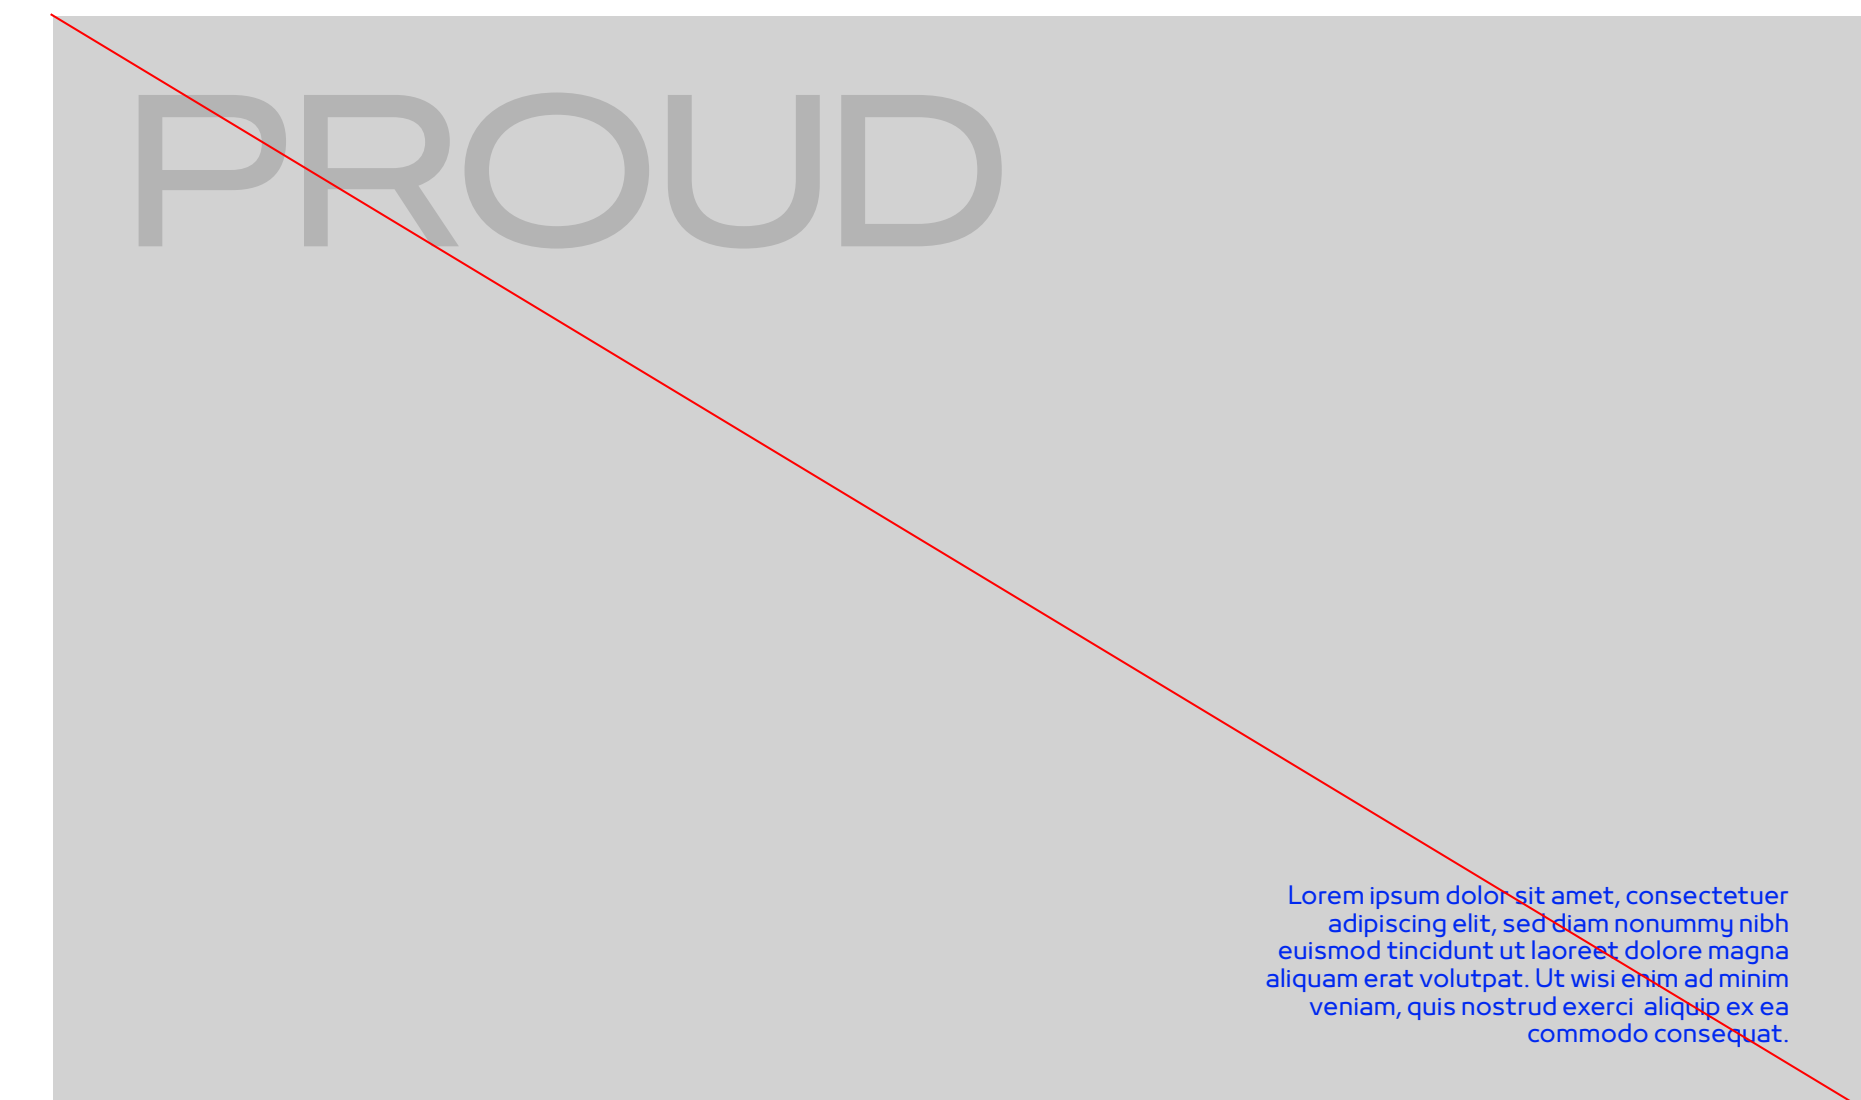 PROUD
Lorem ipsum dolor sit amet, consectetuer
adipiscing elit, sed diam nonummy nibh
euismod tincidunt ut laoreet dolore magna
aliquam erat volutpat. Ut wisi enim ad minim
veniam, quis nostrud exerci aliquip ex ea
commodo consequat.